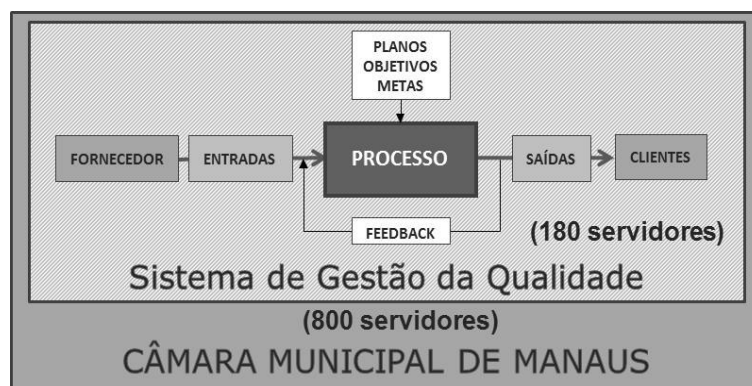 PLANOS
OBJETIVOS
METAS
FORNECEDOR
ENTRADAS
PROCESSO
SAÍDAS
CLIENTES
FEEDBACK
(180 servidores)
Sistema de Gestão da Qualidade
(800 servidores)
CÂMARA MUNICIPAL DE MANAUS